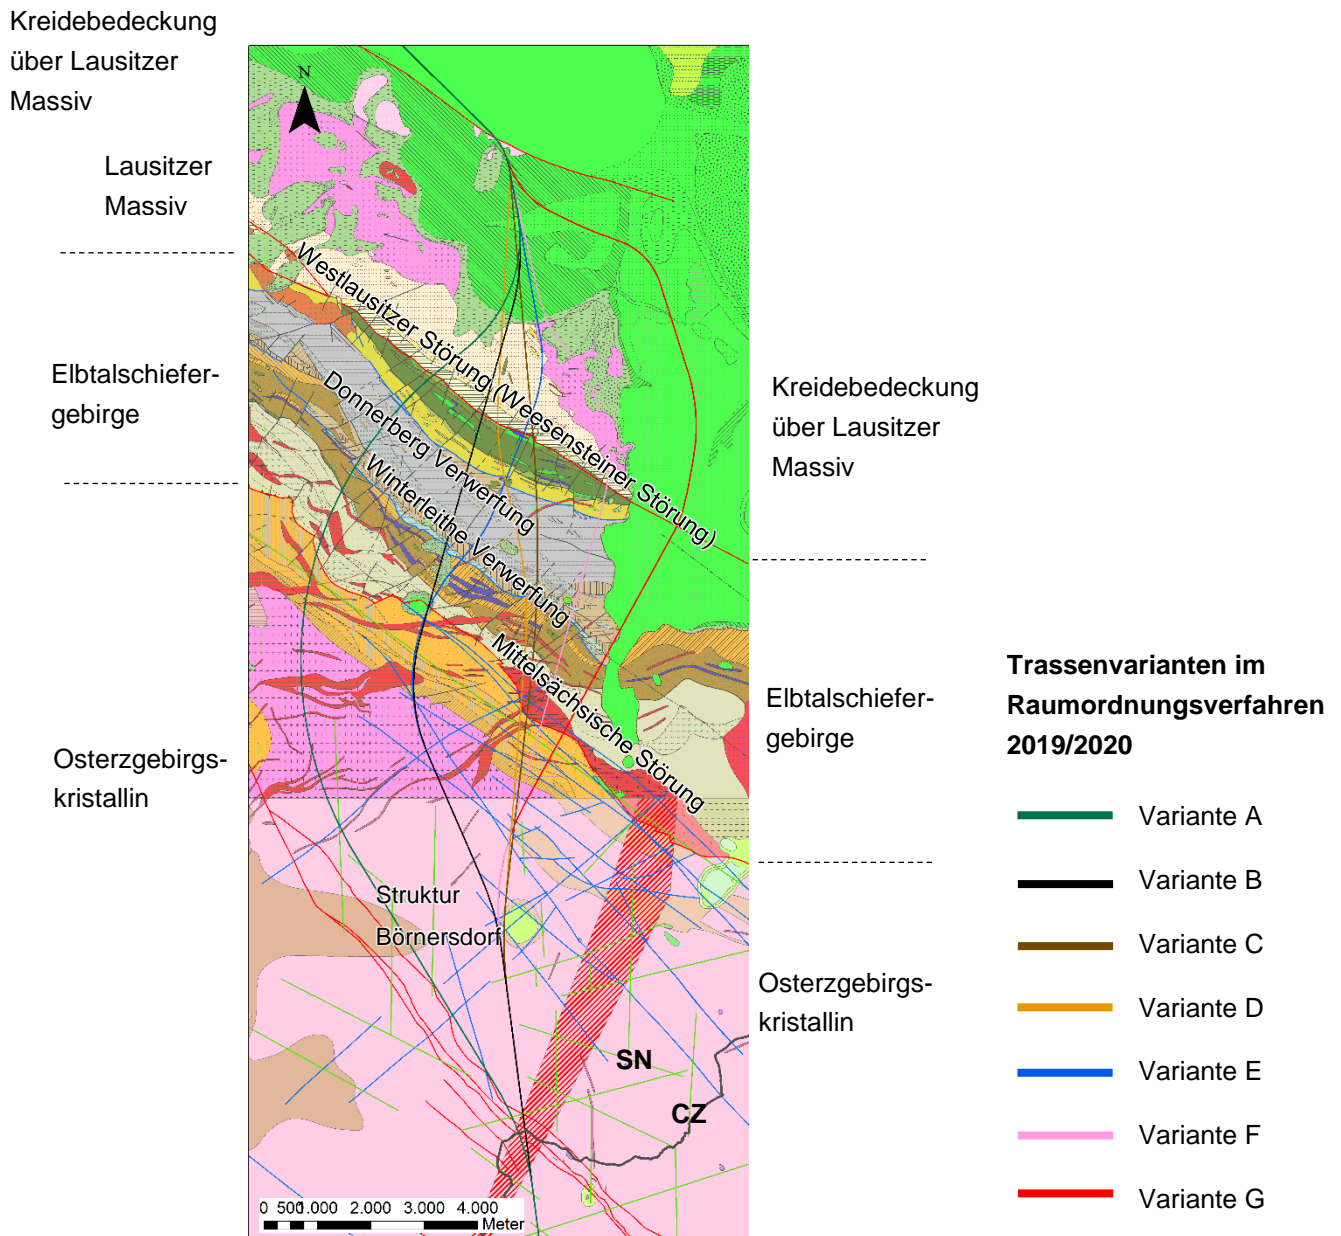 Kreidebedeckung
über Lausitzer
Massiv
N
Lausitzer
Massiv
Westlausitzer Störung (Weesensteiner Störung)
Elbtalschiefer-
gebirge
Donnerberg Verwerfung
Kreidebedeckung
über Lausitzer
Massiv
Winterleithe Verwerfung
Mittelsächsische Störung
Elbtalschiefer-
gebirge
Osterzgebirgs-
kristallin
Struktur
Börnersdorf
Osterzgebirgs-
kristallin
SN
CZ
0 500 1.000 2.000 3.000 4.000
Meter
Trassenvarianten im
Raumordnungsverfahren
2019/2020
Variante A
Variante B
Variante C
Variante D
Variante E
Variante F
Variante G